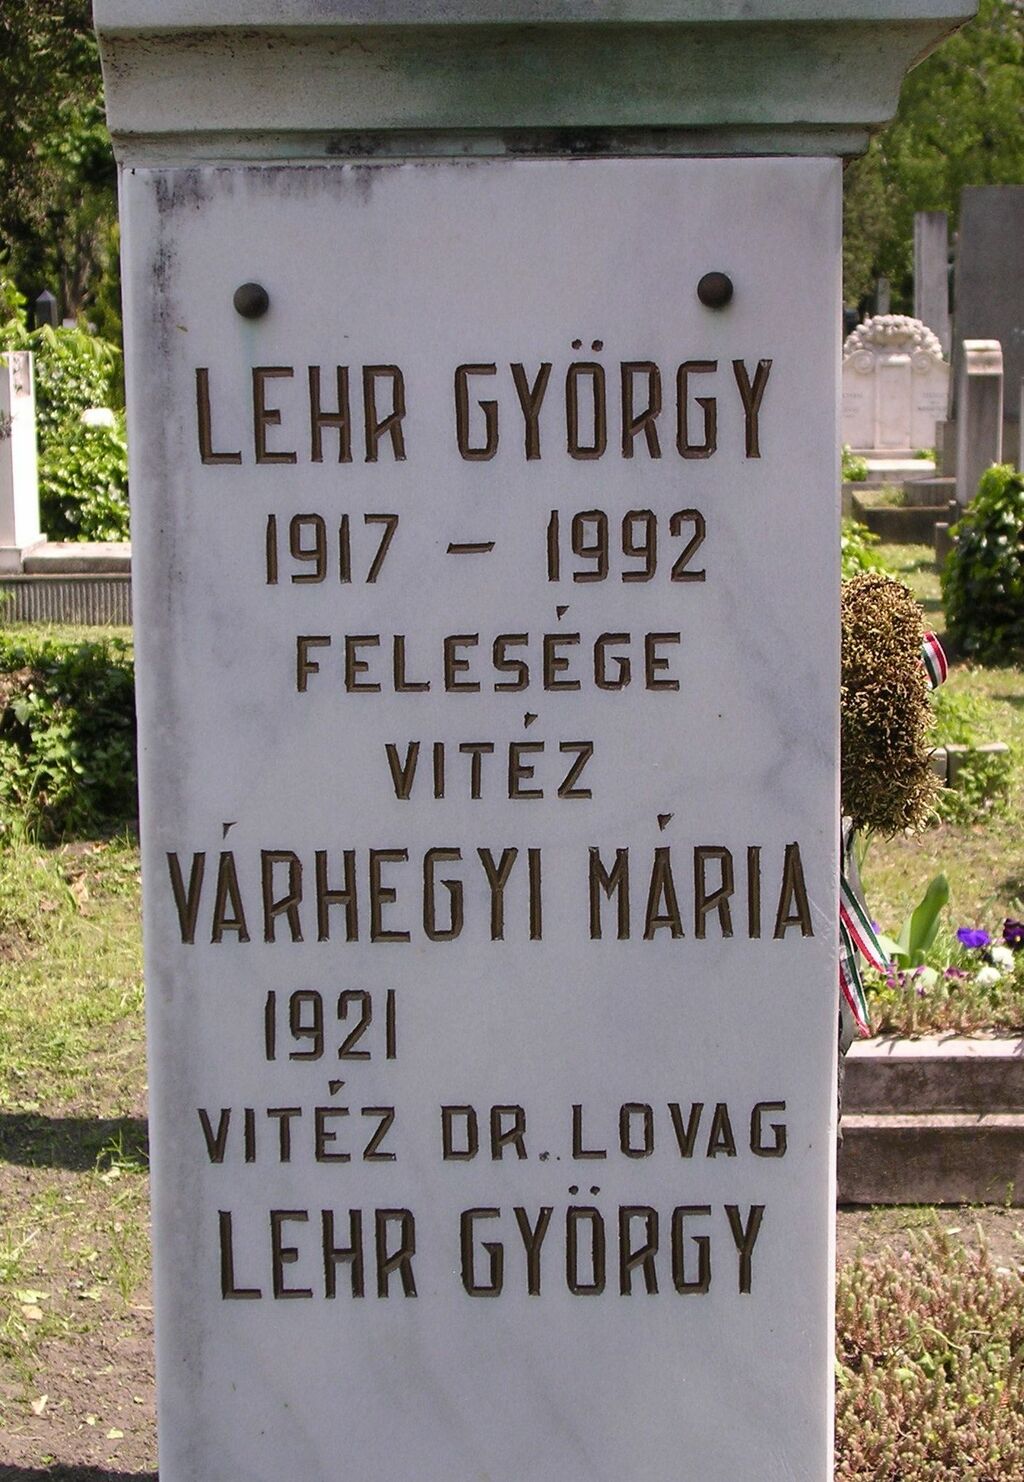 LEHR GYÖRGY
1917 – 1992
FELESÉGE
VITÉZ
VÁRHEGYI MÁRIA
1921
VITÉZ DR. LOVAG
LEHR GYÖRGY